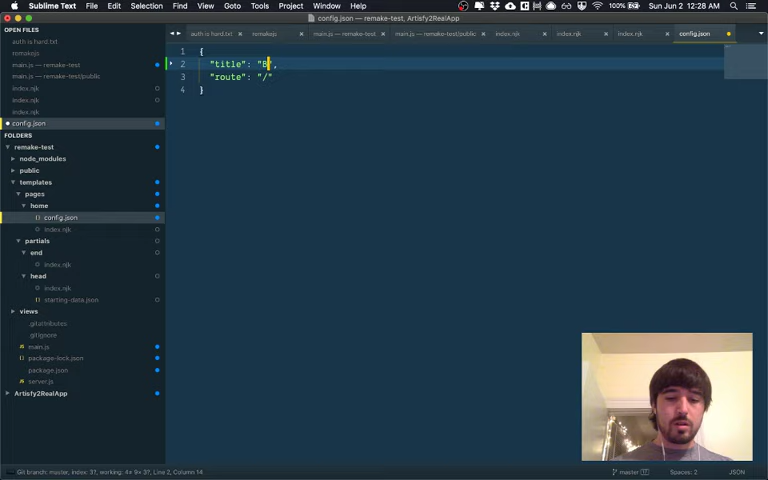 Sublime Text File Edit Selection Find View Goto Tools Project Window Help 100% Sun Jun 2 12:28 AM
config.json — remake-test, Artisfy2RealApp
OPEN FILES
auth is hard.txt
remakejs
main.js — remake-test
main.js — remake-test/public
index.njk
index.njk
index.njk
config.json
FOLDERS
remake-test
node_modules
public
templates
pages
home
config.json
index.njk
partials
end
index.njk
head
index.njk
starting-data.json
views
.gitattributes
.gitignore
main.js
package-lock.json
package.json
server.js
Artisfy2RealApp
auth is hard.txt remakejs main.js — remake-test main.js — remake-test/public index.njk index.njk index.njk config.json
1 {
2 "title": "B",
3 "route": "/"
4 }
Git branch: master, index: 37, working: 4≠ 9× 37, Line 2, Column 14 master 17 Spaces: 2 JSON